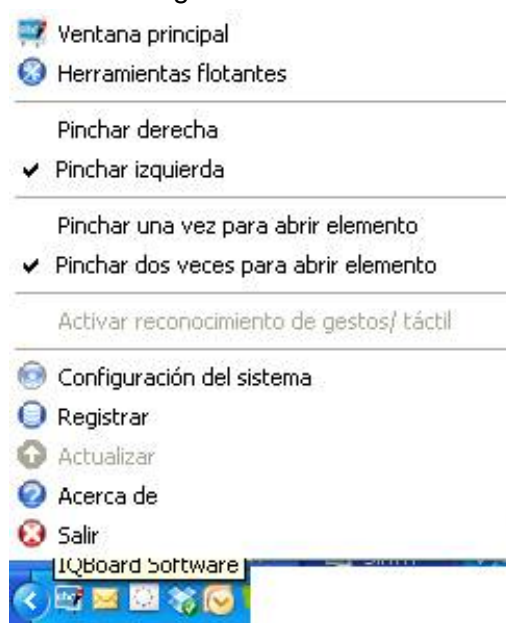 Ventana principal
Herramientas flotantes
Pinchar derecha
Pinchar izquierda
Pinchar una vez para abrir elemento
Pinchar dos veces para abrir elemento
Activar reconocimiento de gestos/ táctil
Configuración del sistema
Registrar
Actualizar
Acerca de
Salir
IQBoard Software